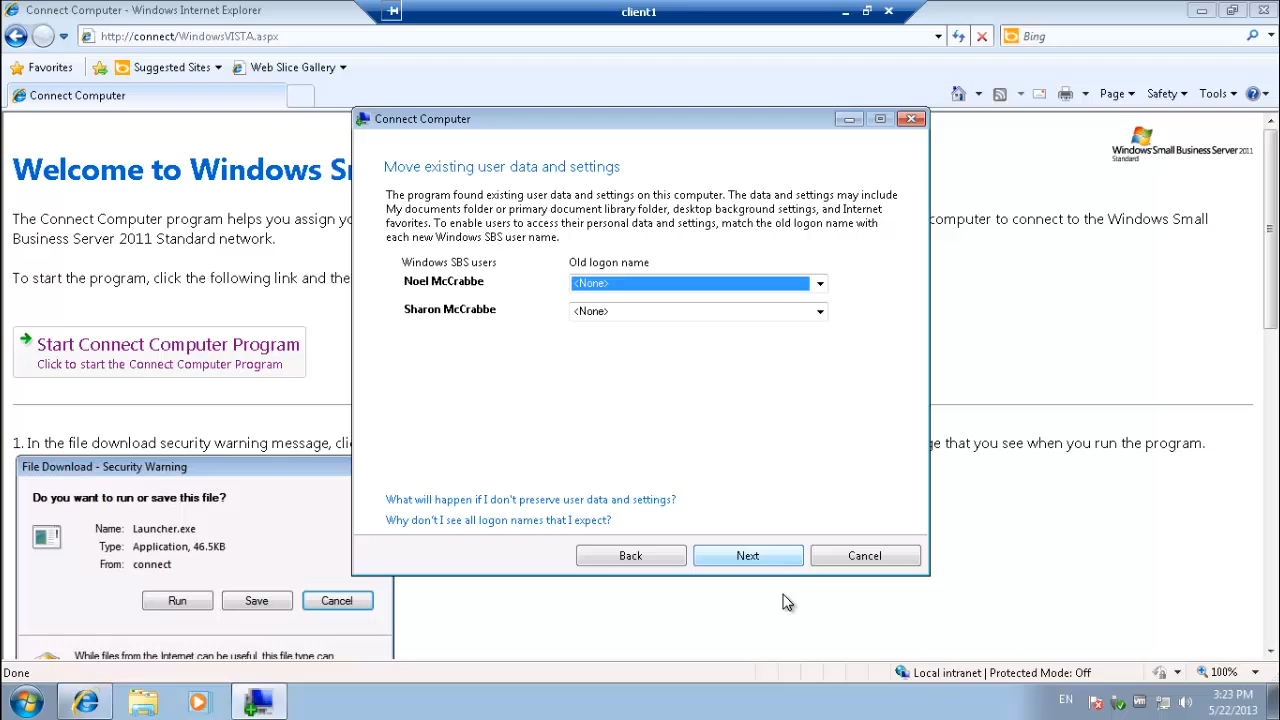 Connect Computer - Windows Internet Explorer
client1
http://connect/WindowsVISTA.aspx
Bing
Favorites
Suggested Sites
Web Slice Gallery
Connect Computer
Page
Safety
Tools
Connect Computer
Windows Small Business Server 2011
Standard
Welcome to Windows S
Move existing user data and settings
The program found existing user data and settings on this computer. The data and settings may include
My documents folder or primary document library folder, desktop background settings, and Internet
favorites. To enable users to access their personal data and settings, match the old logon name with
each new Windows SBS user name.
The Connect Computer program helps you assign yo
computer to connect to the Windows Small
Business Server 2011 Standard network.
Windows SBS users
Old logon name
To start the program, click the following link and the
Noel McCrabbe
<None>
Sharon McCrabbe
<None>
Start Connect Computer Program
Click to start the Connect Computer Program
1. In the file download security warning message, cli
ge that you see when you run the program.
File Download - Security Warning
Do you want to run or save this file?
Name: Launcher.exe
Type: Application, 46.5KB
From: connect
Run
Save
Cancel
While files from the Internet can be useful, this file type can
What will happen if I don't preserve user data and settings?
Why don't I see all logon names that I expect?
Back
Next
Cancel
Done
Local intranet | Protected Mode: Off
100%
EN
3:23 PM
5/22/2013